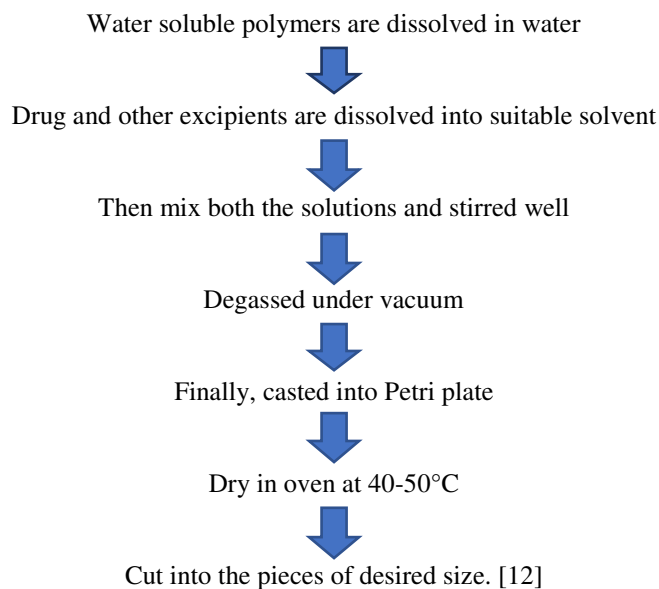 Water soluble polymers are dissolved in water
Drug and other excipients are dissolved into suitable solvent
Then mix both the solutions and stirred well
Degassed under vacuum
Finally, casted into Petri plate
Dry in oven at 40-50°C
Cut into the pieces of desired size. [12]